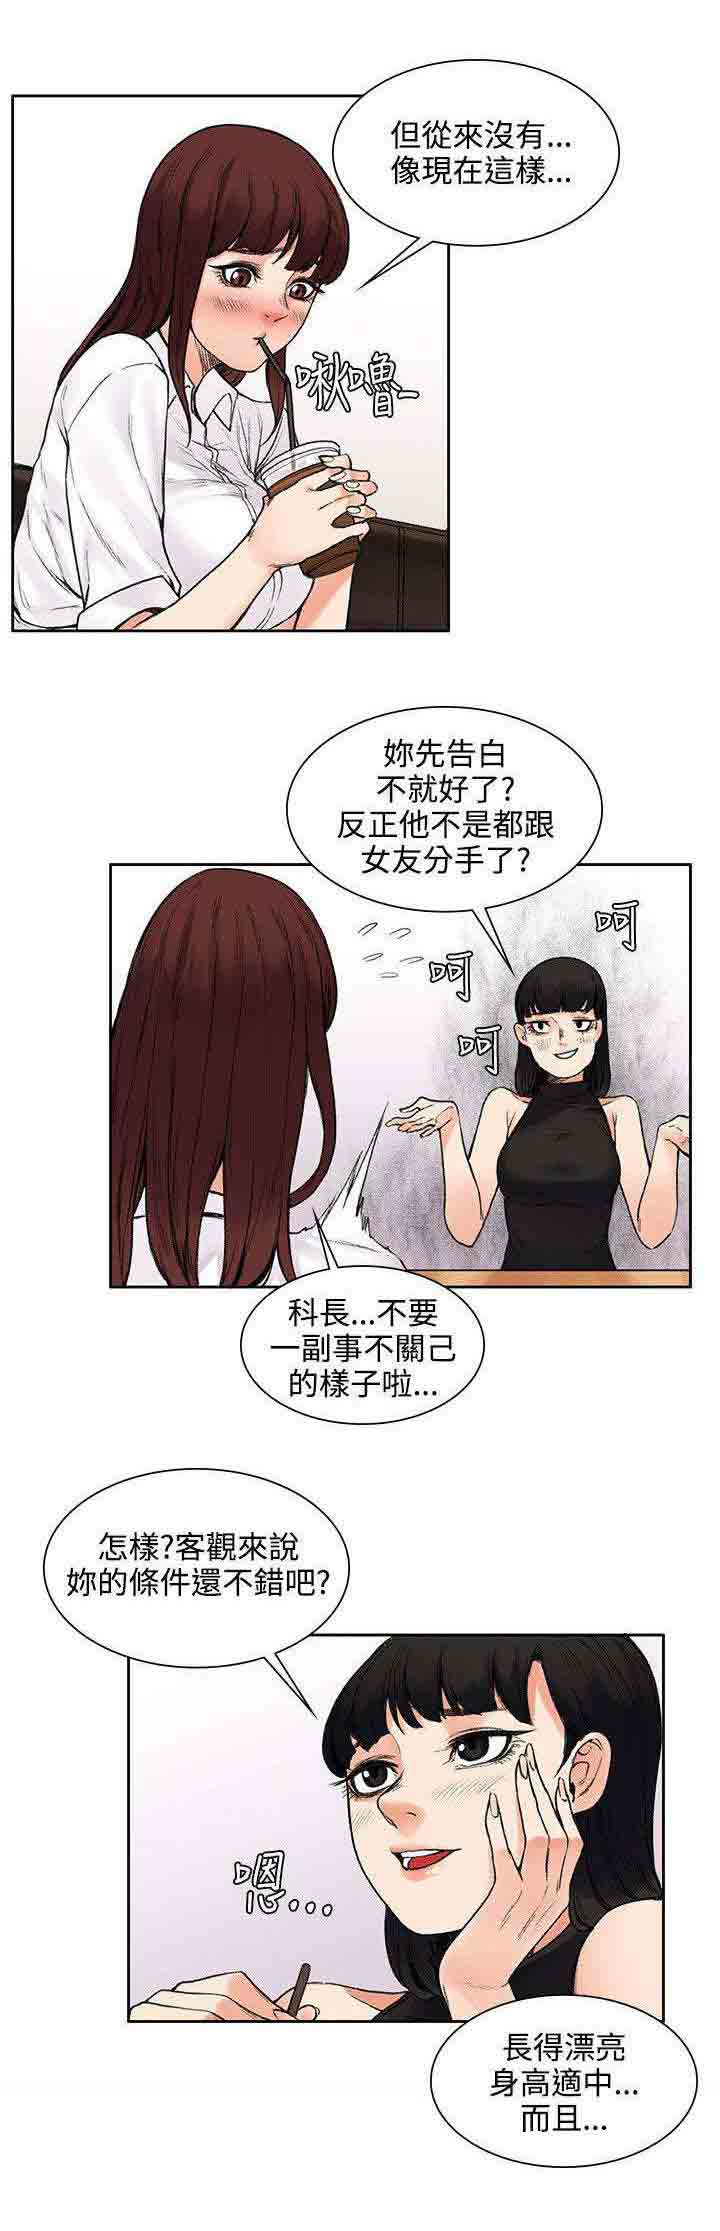 但從來沒有...
像現在這樣...
啾嚕-
妳先告白
不就好了?
反正他不是都跟
女友分手了?
呵
呵
呵
科長...不要
一副事不關己
的樣子啦...
怎樣?客觀來說
妳的條件還不錯吧?
嗯...
長得漂亮
身高適中...
而且...